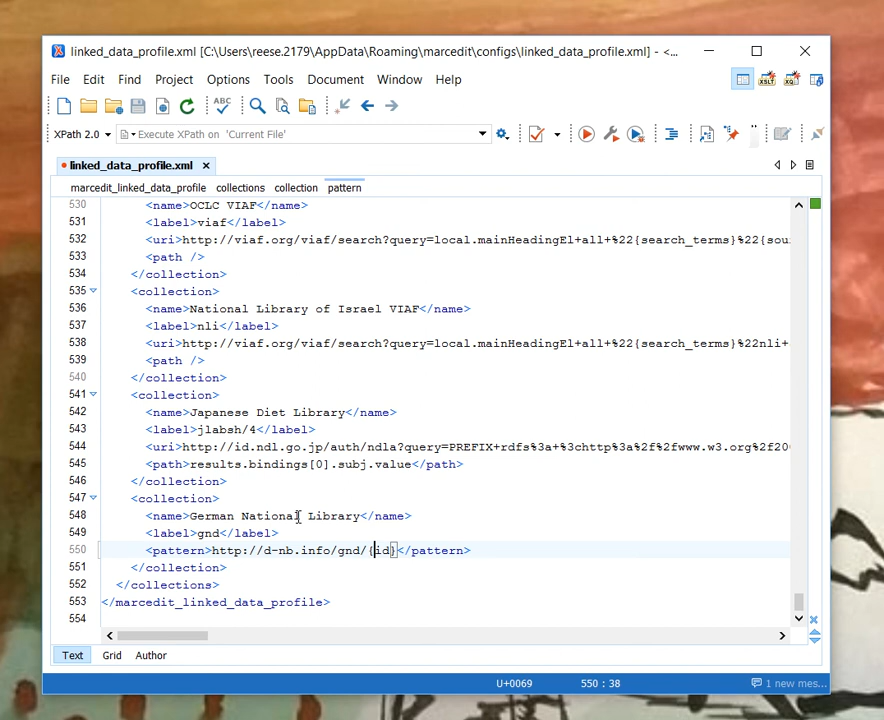 linked_data_profile.xml [C:\Users\reese.2179\AppData\Roaming\marcedit\configs\linked_data_profile.xml] - <...
File Edit Find Project Options Tools Document Window Help
ABC
XSLT XQ
XPath 2.0 Execute XPath on 'Current File'
linked_data_profile.xml
marcedit_linked_data_profile collections collection pattern
530 <name>OCLC VIAF</name>
531 <label>viaf</label>
532 <uri>http://viaf.org/viaf/search?query=local.mainHeadingEl+all+%22{search_terms}%22{sou
533 <path />
534 </collection>
535 <collection>
536 <name>National Library of Israel VIAF</name>
537 <label>nli</label>
538 <uri>http://viaf.org/viaf/search?query=local.mainHeadingEl+all+%22{search_terms}%22nli+
539 <path />
540 </collection>
541 <collection>
542 <name>Japanese Diet Library</name>
543 <label>jlabsh/4</label>
544 <uri>http://id.ndl.go.jp/auth/ndla?query=PREFIX+rdfs%3a+%3chttp%3a%2f%2fwww.w3.org%2f20
545 <path>results.bindings[0].subj.value</path>
546 </collection>
547 <collection>
548 <name>German National Library</name>
549 <label>gnd</label>
550 <pattern>http://d-nb.info/gnd/{id}</pattern>
551 </collection>
552 </collections>
553 </marcedit_linked_data_profile>
554
Text Grid Author
U+0069 550 : 38 1 new mes...